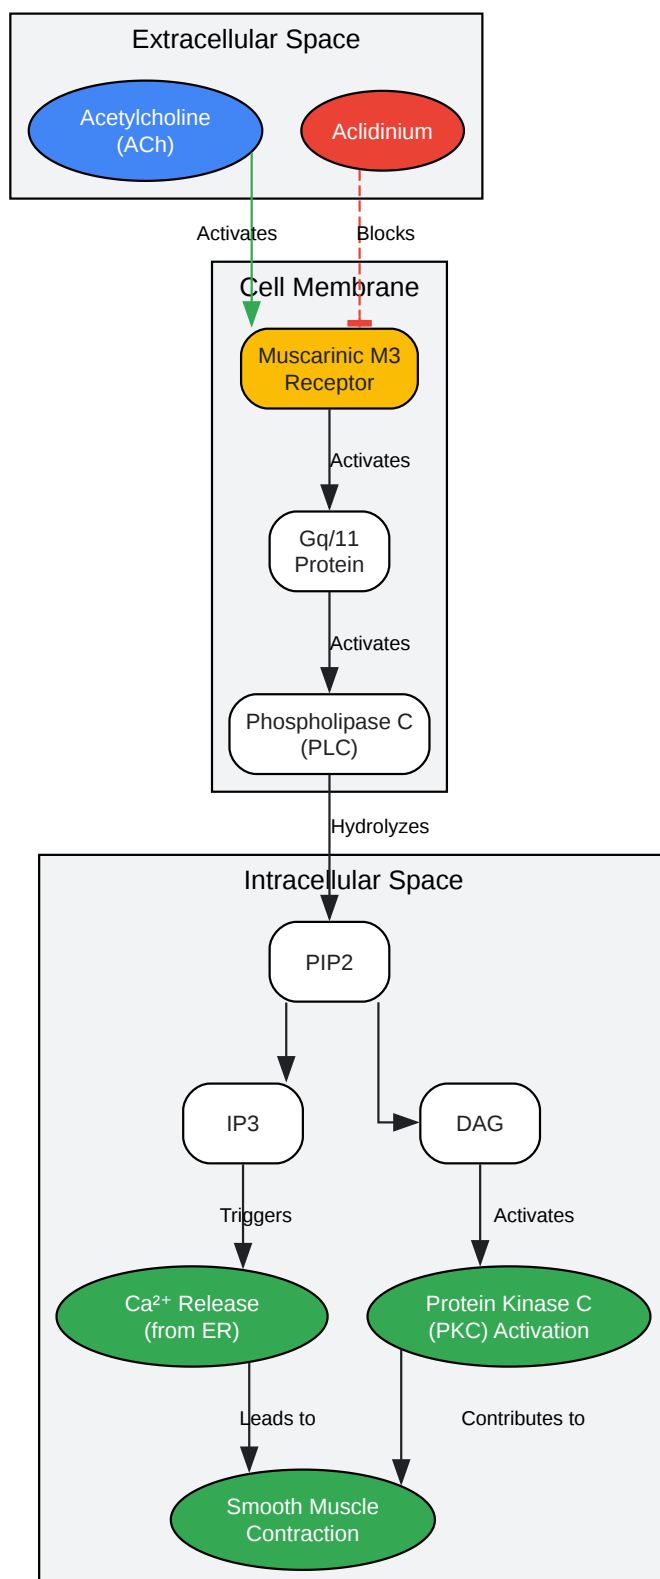 Extracellular Space
Acetylcholine
(ACh)
Aclidinium
Activates
Blocks
Cell Membrane
Muscarinic M3
Receptor
Activates
Gq/11
Protein
Activates
Phospholipase C
(PLC)
Hydrolyzes
Intracellular Space
PIP2
IP3
DAG
Triggers
Activates
Ca²⁺ Release
(from ER)
Protein Kinase C
(PKC) Activation
Leads to
Contributes to
Smooth Muscle
Contraction